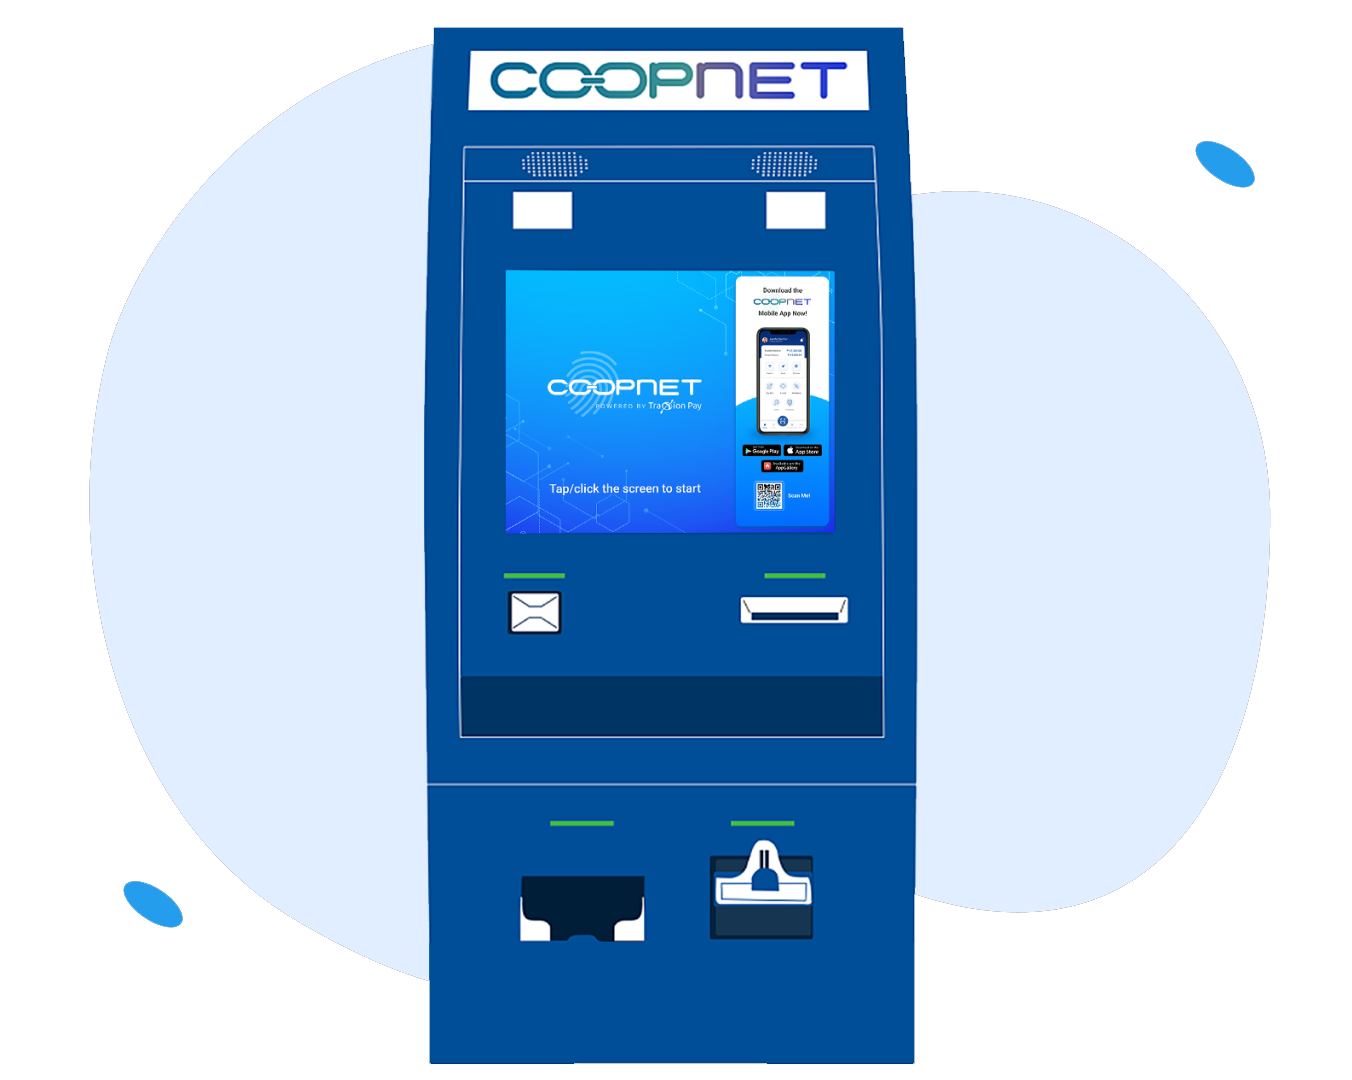 COOPNET
Download the
COOPNET
Mobile App Now!
COOPNET
POWERED BY Traxion Pay
Google Play
App Store
AppGallery
Tap/click the screen to start
Scan Me!